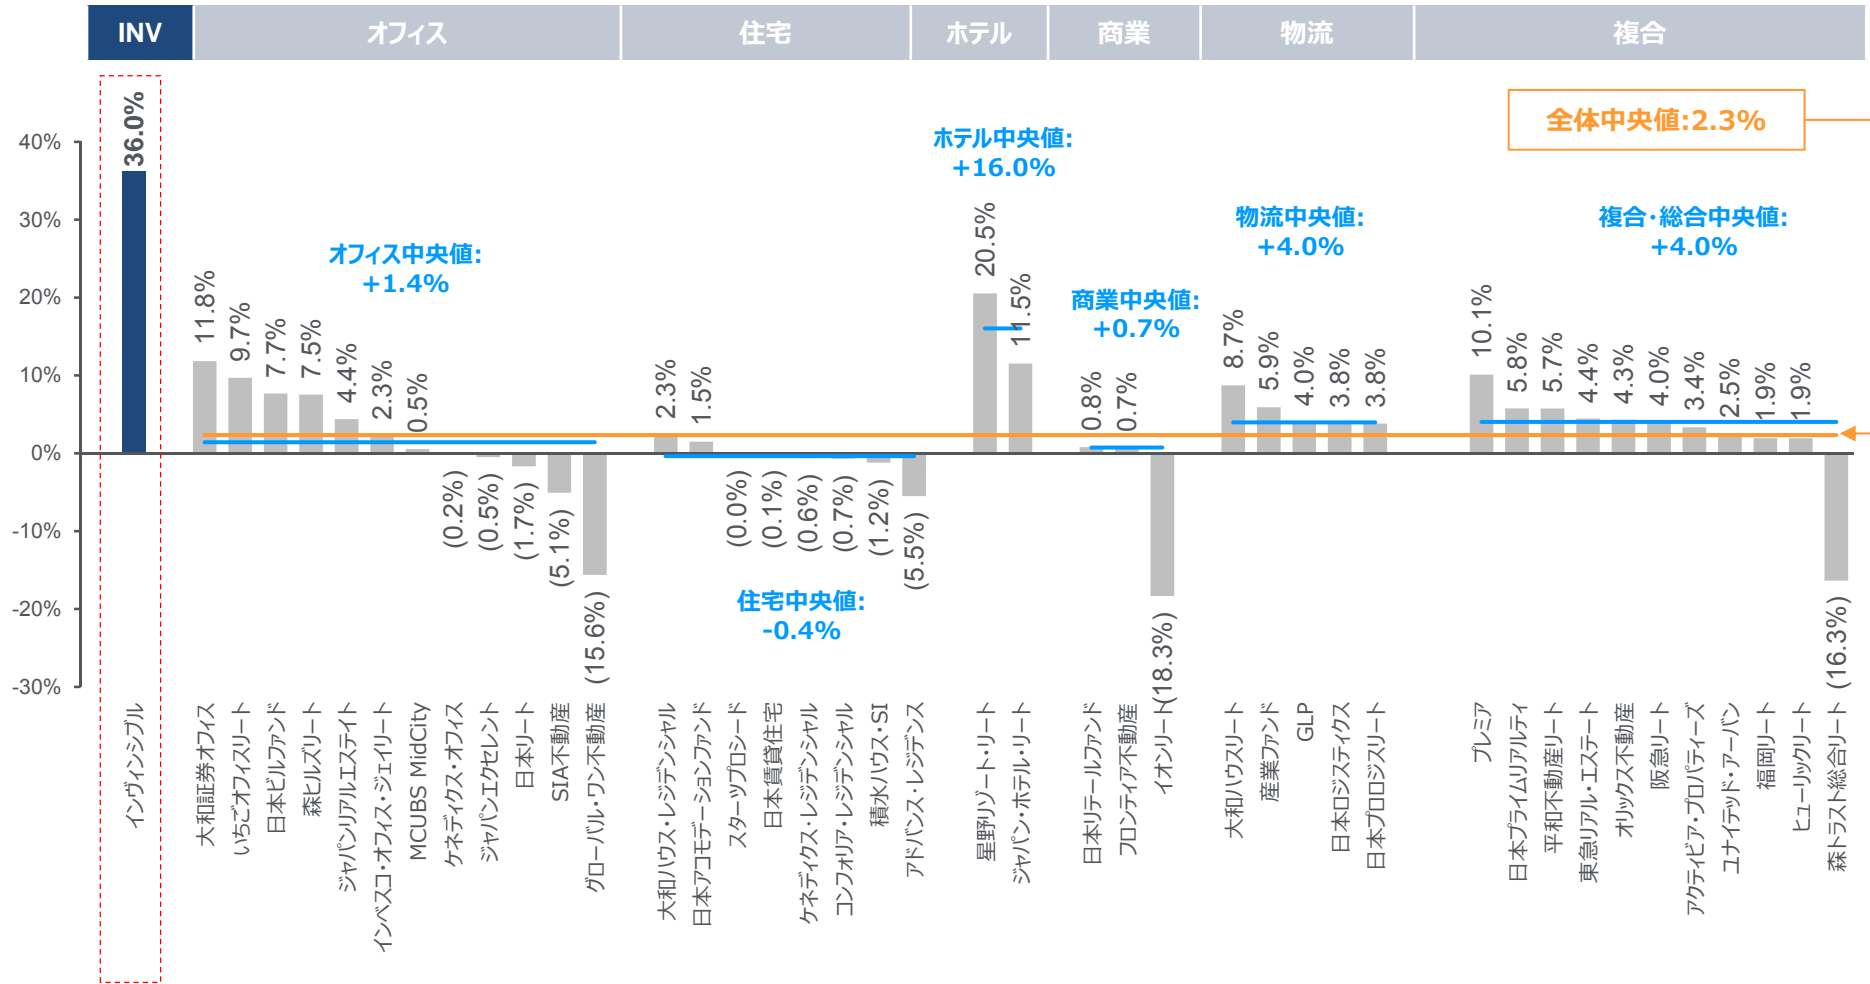 INV
オフィス
住宅
ホテル
商業
物流
複合
全体中央値:2.3%
40%
30%
20%
10%
0%
-10%
-20%
-30%
オフィス中央値:
+1.4%
住宅中央値:
-0.4%
ホテル中央値:
+16.0%
商業中央値:
+0.7%
物流中央値:
+4.0%
複合・総合中央値:
+4.0%
36.0%
11.8%
9.7%
7.7%
7.5%
4.4%
2.3%
0.5%
(0.2%)
(0.5%)
(1.7%)
(5.1%)
(15.6%)
2.3%
1.5%
(0.0%)
(0.1%)
(0.6%)
(0.7%)
(1.2%)
(5.5%)
20.5%
11.5%
0.8%
0.7%
(18.3%)
8.7%
5.9%
4.0%
3.8%
3.8%
10.1%
5.8%
5.7%
4.4%
4.3%
4.0%
3.4%
2.5%
1.9%
1.9%
(16.3%)
インヴィンシブル
大和証券オフィス
いちごオフィスリート
日本ビルファンド
森ヒルズリート
ジャパンリアルエステイト
インベスコ・オフィス・ジェイリート
MCUBS MidCity
ケネディクス・オフィス
ジャパンエクセレント
日本リート
SIA不動産
グローバル・ワン不動産
大和ハウス・レジデンシャル
日本アコモデーションファンド
スターツプロシード
日本賃貸住宅
ケネディクス・レジデンシャル
コンフォリア・レジデンシャル
積水ハウス・SI
アドバンス・レジデンス
星野リゾート・リート
ジャパン・ホテル・リート
日本リテールファンド
フロンティア不動産
イオンリート
大和ハウスリート
産業ファンド
GLP
日本ロジスティクス
日本プロロジスリート
プレミア
日本プライムリアルティ
平和不動産リート
東急リアル・エステート
オリックス不動産
阪急リート
アクティビア・プロパティーズ
ユナイテッド・アーバン
福岡リート
ヒューリックリート
森トラスト総合リート